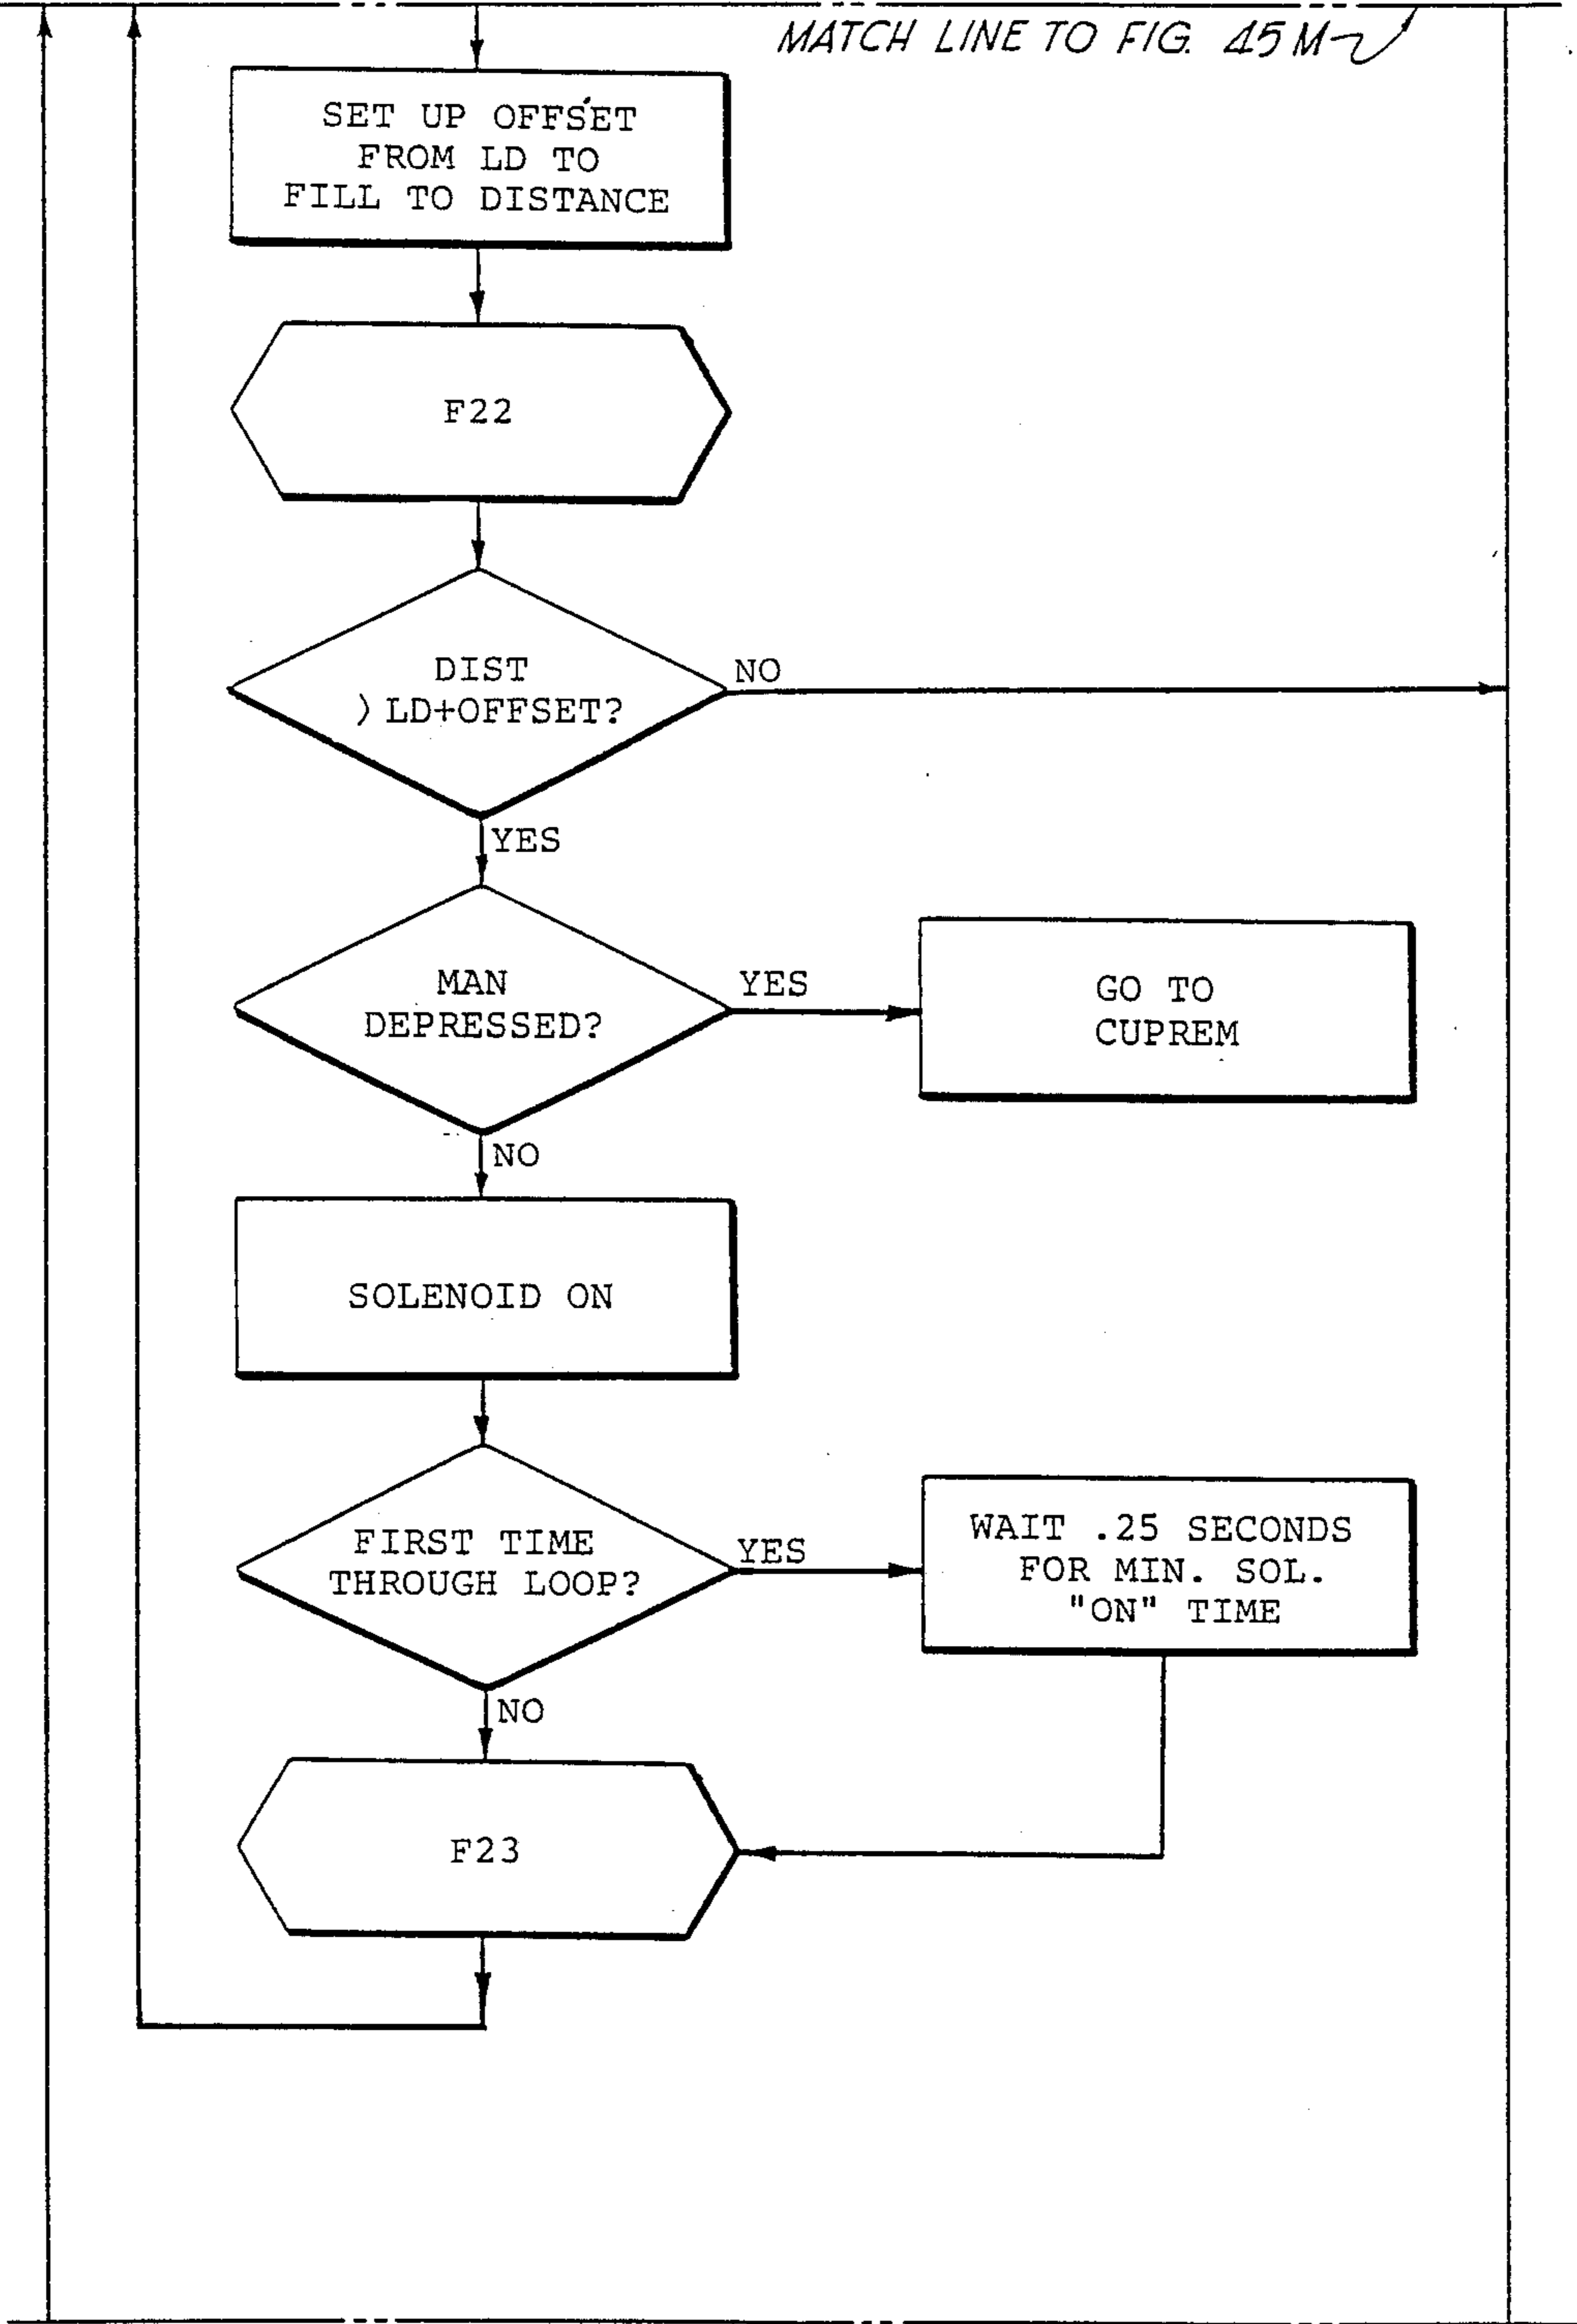 MATCH LINE TO FIG. 45M
SET UP OFFSET
FROM LD TO
FILL TO DISTANCE
F22
DIST
> LD+OFFSET?
NO
YES
MAN
DEPRESSED?
YES
GO TO
CUPREM
NO
SOLENOID ON
FIRST TIME
THROUGH LOOP?
YES
WAIT .25 SECONDS
FOR MIN. SOL.
"ON" TIME
NO
F23